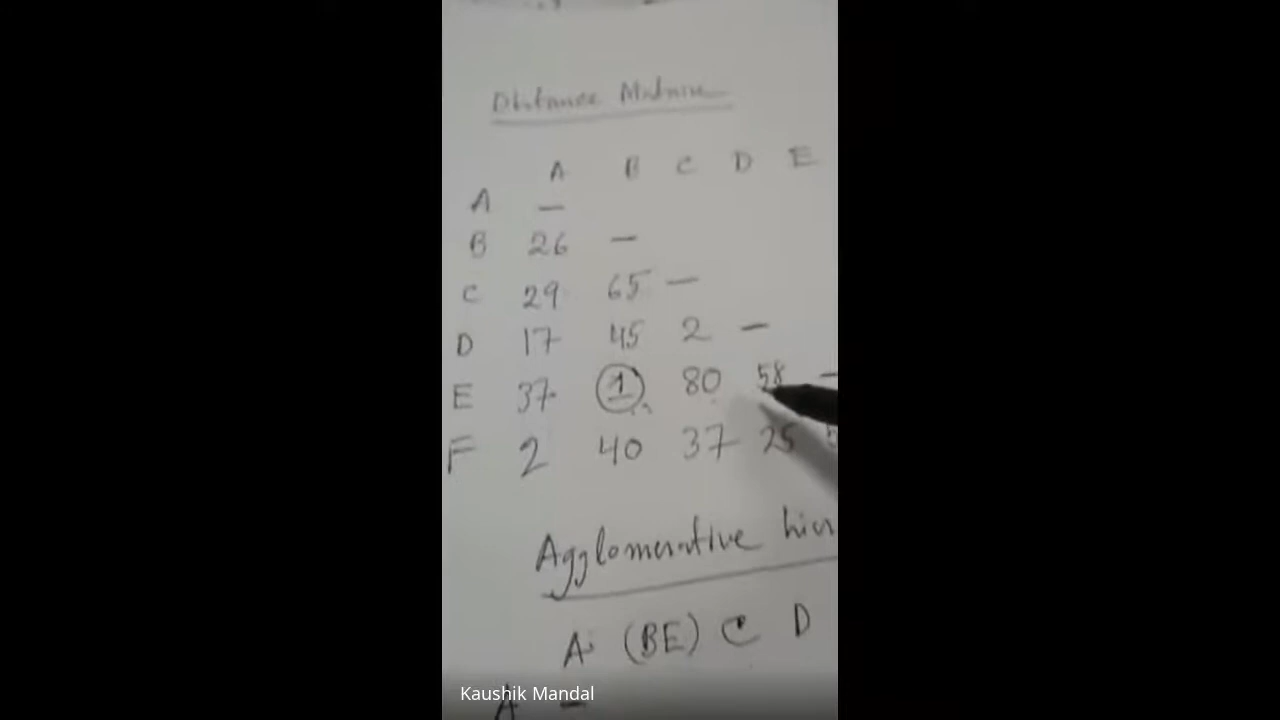 Distance Matrix
A B C D E
A —
B 26 —
C 29 65 —
D 17 45 2 —
E 37 1 80 58 —
F 2 40 37 25
Agglomerative
A (BE) C D
A —
Kaushik Mandal